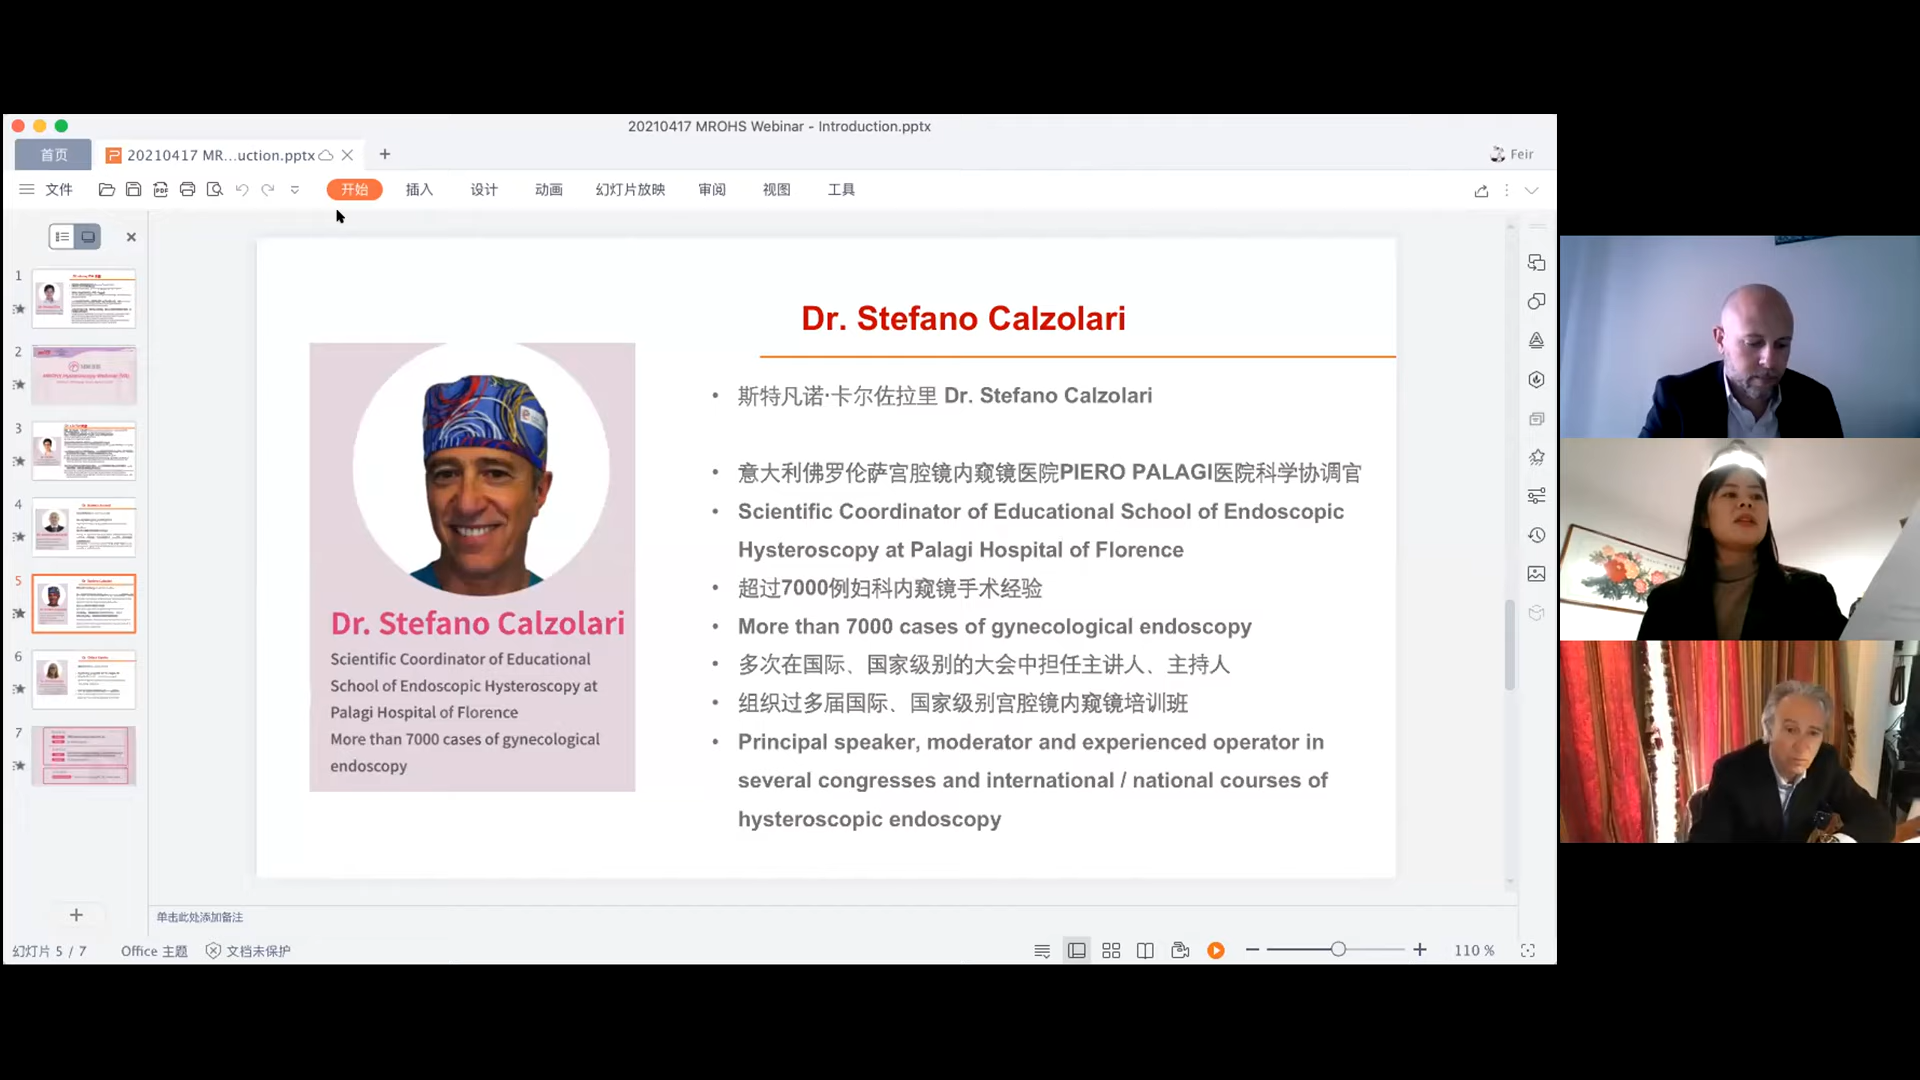 20210417 MROHS Webinar - Introduction.pptx
首页
20210417 MR...uction.pptx
Feir
文件
开始
插入
设计
动画
幻灯片放映
审阅
视图
工具
1
2
3
4
5
6
7
Dr. Stefano Calzolari
Dr. Stefano Calzolari
Scientific Coordinator of Educational
School of Endoscopic Hysteroscopy at
Palagi Hospital of Florence
More than 7000 cases of gynecological
endoscopy
• 斯特凡诺·卡尔佐拉里 Dr. Stefano Calzolari
• 意大利佛罗伦萨宫腔镜内窥镜医院PIERO PALAGI医院科学协调官
• Scientific Coordinator of Educational School of Endoscopic
Hysteroscopy at Palagi Hospital of Florence
• 超过7000例妇科内窥镜手术经验
• More than 7000 cases of gynecological endoscopy
• 多次在国际、国家级别的大会中担任主讲人、主持人
• 组织过多届国际、国家级别宫腔镜内窥镜培训班
• Principal speaker, moderator and experienced operator in
several congresses and international / national courses of
hysteroscopic endoscopy
单击此处添加备注
幻灯片 5 / 7
Office 主题
文档未保护
110 %